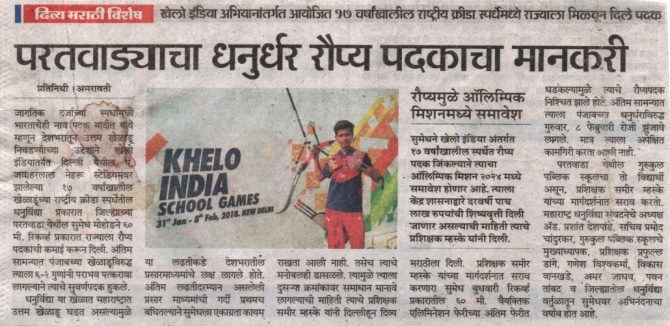 दिव्य मराठी विशेष
खेलो इंडिया अभियानांतर्गत आयोजित १७ वर्षांखालील राष्ट्रीय क्रीडा स्पर्धेमध्ये राज्याला मिळवून दिले पदक
परतवाड्याचा धनुर्धर रौप्य पदकाचा मानकरी
प्रतिनिधी । अमरावती
जागतिक दर्जाच्या स्पर्धांमध्ये
भारताचेही नाव पदक यादीत यावे
म्हणून देशभरातून उत्तम खेळाडू
निवडण्याच्या उद्देशाने खेलो
इंडियांतर्गत दिल्ली येथील पं.
जवाहरलाल नेहरू स्टेडियमवर
झालेल्या १७ वर्षांखालील
खेळाडूंच्या राष्ट्रीय क्रीडा स्पर्धेतील
धनुर्विद्या प्रकारात जिल्ह्याच्या
परतवाडा येथील सुमेध मोहोडने ६०
मी. रिकर्व्ह प्रकारात राज्याला रौप्य
पदकाची कमाई करून दिली. अंतिम
सामन्यात पंजाबच्या खेळाडूविरुद्ध
त्याला ६-२ गुणांनी पराभव पत्करावा
लागल्याने त्याचे सुवर्णपदक हुकले.
धनुर्विद्या या खेळात महाराष्ट्रात
उत्तम खेळाडू घडत असल्यामुळे
KHELO
INDIA
SCHOOL GAMES
31st Jan - 8th Feb, 2018. NEW DELHI
या लढतीकडे देशभरातील
प्रसारमाध्यमांचे लक्ष लागले होते.
अंतिम लढतीदरम्यान असलेली
प्रसार माध्यमांची गर्दी प्रथमच
बघितल्याने सुमेधला एकाग्रता कायम
राखता आली नाही. तसेच त्याचे
मनोबलही ढासळले. त्यामुळे त्याला
दुसऱ्या क्रमांकावर समाधान मानावे
लागल्याची माहिती त्याचे प्रशिक्षक
समीर म्हस्के यांनी दिल्लीहून दिव्य
रौप्यमुळे ऑलिम्पिक
मिशनमध्ये समावेश
सुमेधने खेलो इंडिया अंतर्गत
१७ वर्षांखालील स्पर्धेत रौप्य
पदक जिंकल्याने त्याचा
ऑलिम्पिक मिशन २०२४ मध्ये
समावेश होणार आहे. त्याला
केंद्र शासनाद्वारे दरवर्षी पाच
लाख रुपयांची शिष्यवृत्ती दिली
जाणार असल्याची माहिती त्याचे
प्रशिक्षक म्हस्के यांनी दिली.
मराठीला दिली. प्रशिक्षक समीर
म्हस्के यांच्या मार्गदर्शनात सराव
करणारा सुमेध बुधवारी रिकर्व्ह
प्रकारातील ६० मी. वैयक्तिक
एलिमिनेशन फेरीच्या अंतिम फेरीत
धडकल्यामुळे त्याचे रौप्यपदक
निश्चित झाले होते. अंतिम सामन्यात
त्याला पंजाबच्या धनुर्धराविरुद्ध
गुरुवार, ८ फेब्रुवारी रोजी झुंजावे
लागले. मात्र त्याला अपेक्षित
कामगिरी करता आली नाही.
परतवाडा येथील गुरुकुल
पब्लिक स्कूलचा तो विद्यार्थी
असून, प्रशिक्षक समीर म्हस्के
यांच्या मार्गदर्शनात सराव करतो.
महाराष्ट्र धनुर्विद्या संघटनेचे अध्यक्ष
ॲड. प्रशांत देशपांडे, सचिव प्रमोद
चांदुरकर, गुरुकुल पब्लिक स्कूलचे
मुख्याध्यापक, प्रशिक्षक प्रफुल्ल
डांगे, गणेश विश्वकर्मा, विकास
वानखडे, अमर जाधव, पवन
तांबट व जिल्ह्यातील धनुर्विद्या
वर्तुळातून सुमेधवर अभिनंदनाचा
वर्षाव होत आहे.